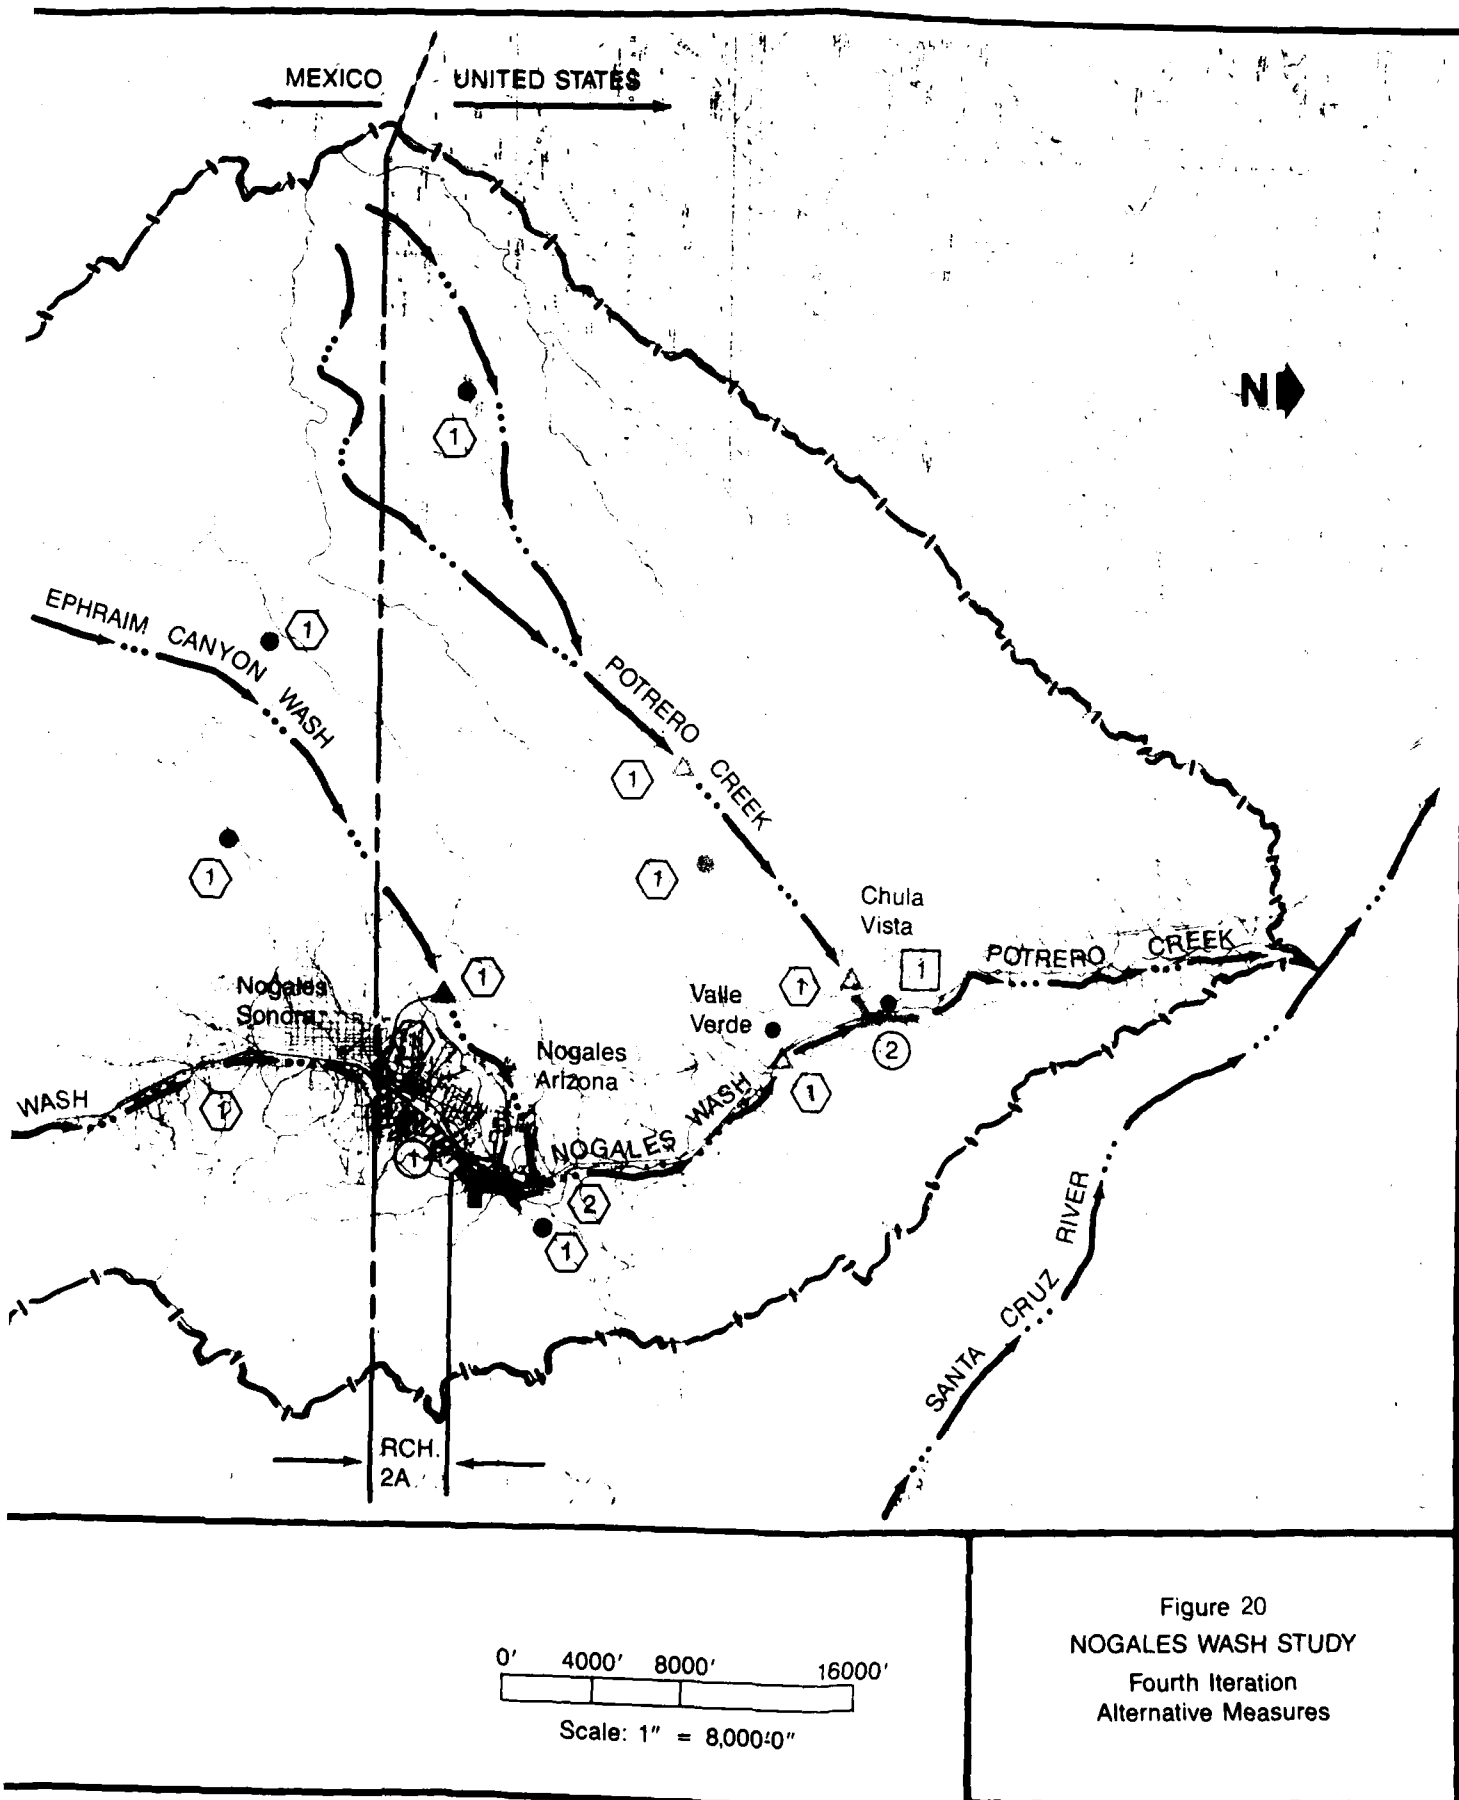 MEXICO UNITED STATES
N
1
EPHRAIM CANYON WASH
1
POTRERO CREEK
1
1
1
Chula
Vista
1
POTRERO CREEK
1
1
Valle
Verde
Nogales
Sonora
2
Nogales
Arizona
1
WASH
1
NOGALES WASH
1
2
1
SANTA CRUZ RIVER
RCH.
2A
0' 4000' 8000' 16000'
Scale: 1" = 8,000'-0"
Figure 20
NOGALES WASH STUDY
Fourth Iteration
Alternative Measures